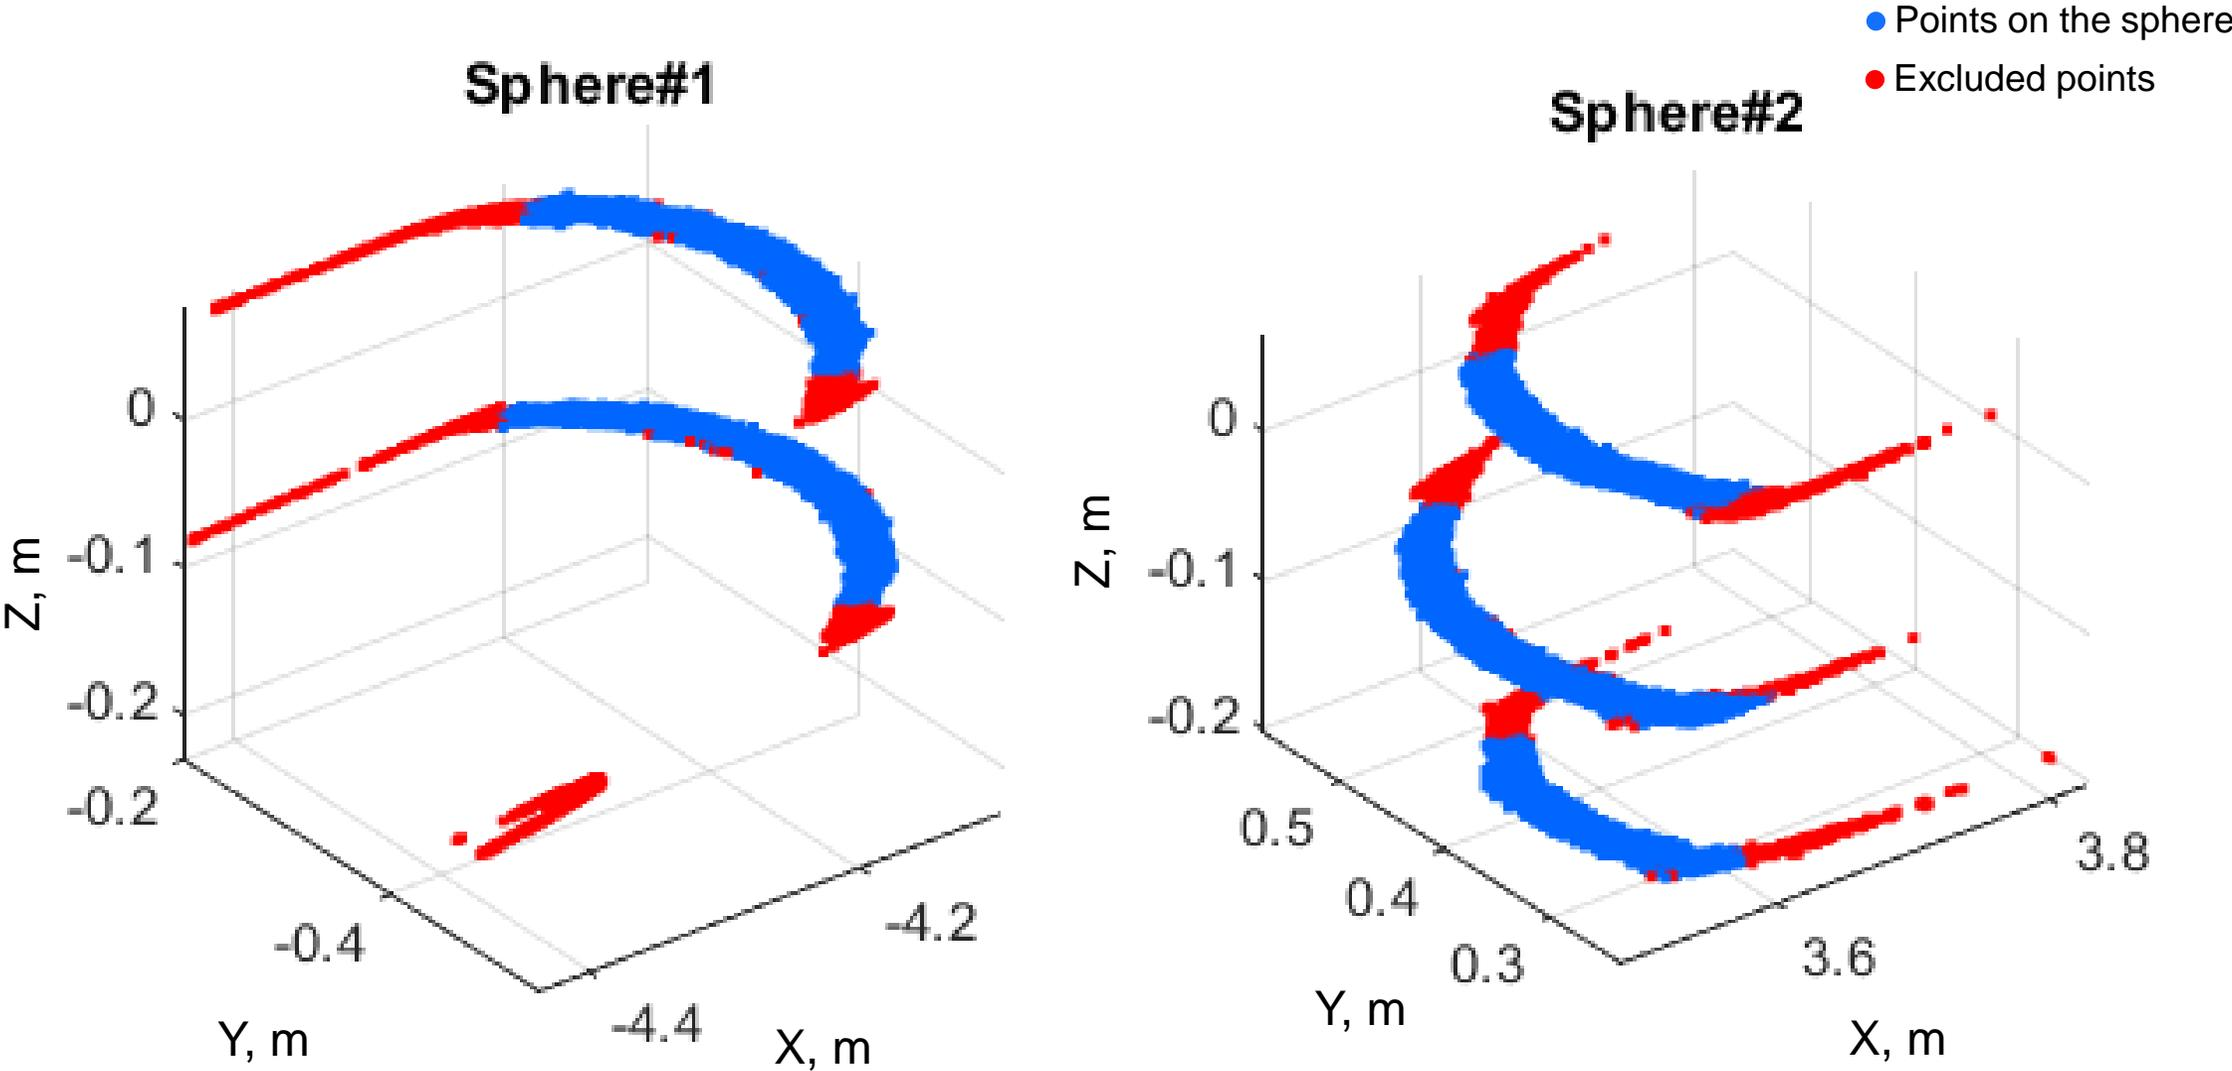 Points on the sphere
Excluded points
Sphere#1
Sphere#2
0
-0.1
-0.2
Z, m
-0.2
-0.4
Y, m
-4.4
-4.2
X, m
0
-0.1
-0.2
Z, m
0.5
0.4
0.3
Y, m
3.6
3.8
X, m